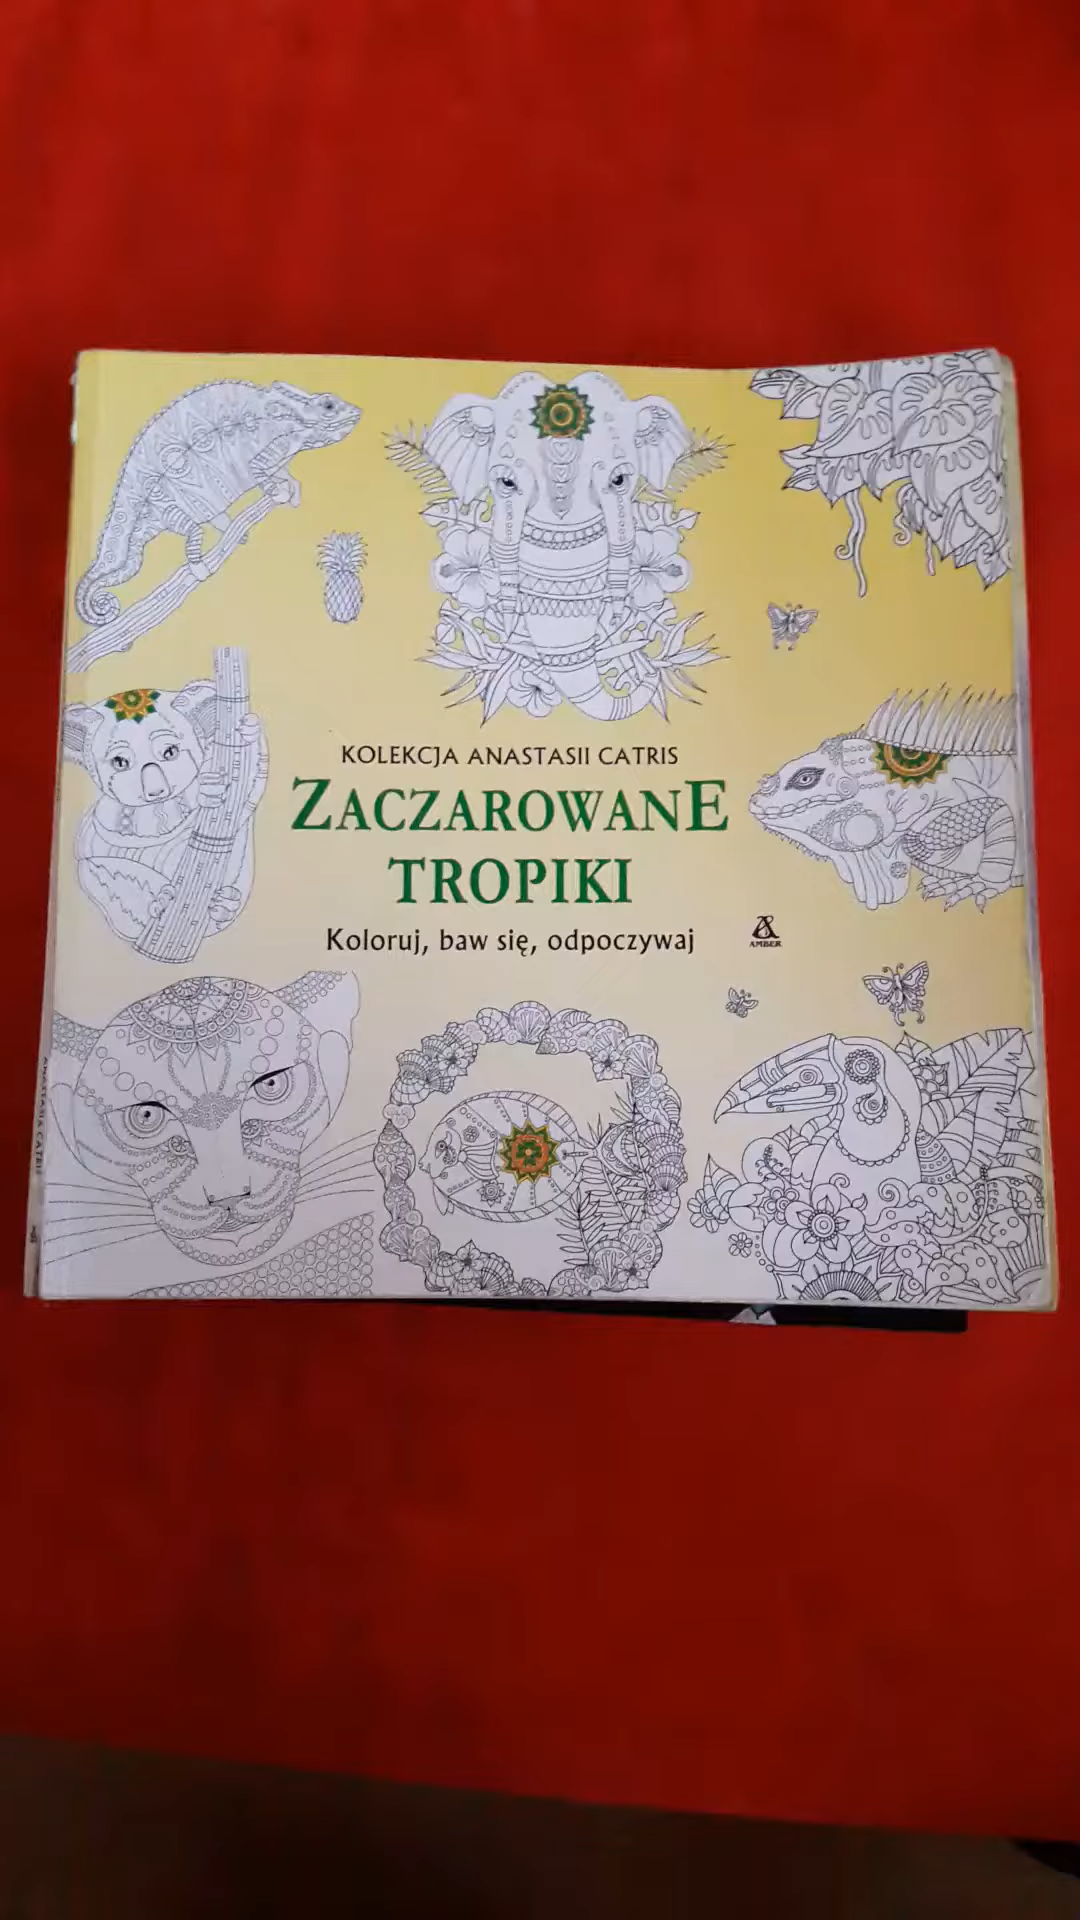 KOLEKCJA ANASTASII CATRIS
ZACZAROWANE
TROPIKI
Koloruj, baw się, odpoczywaj
AMBER